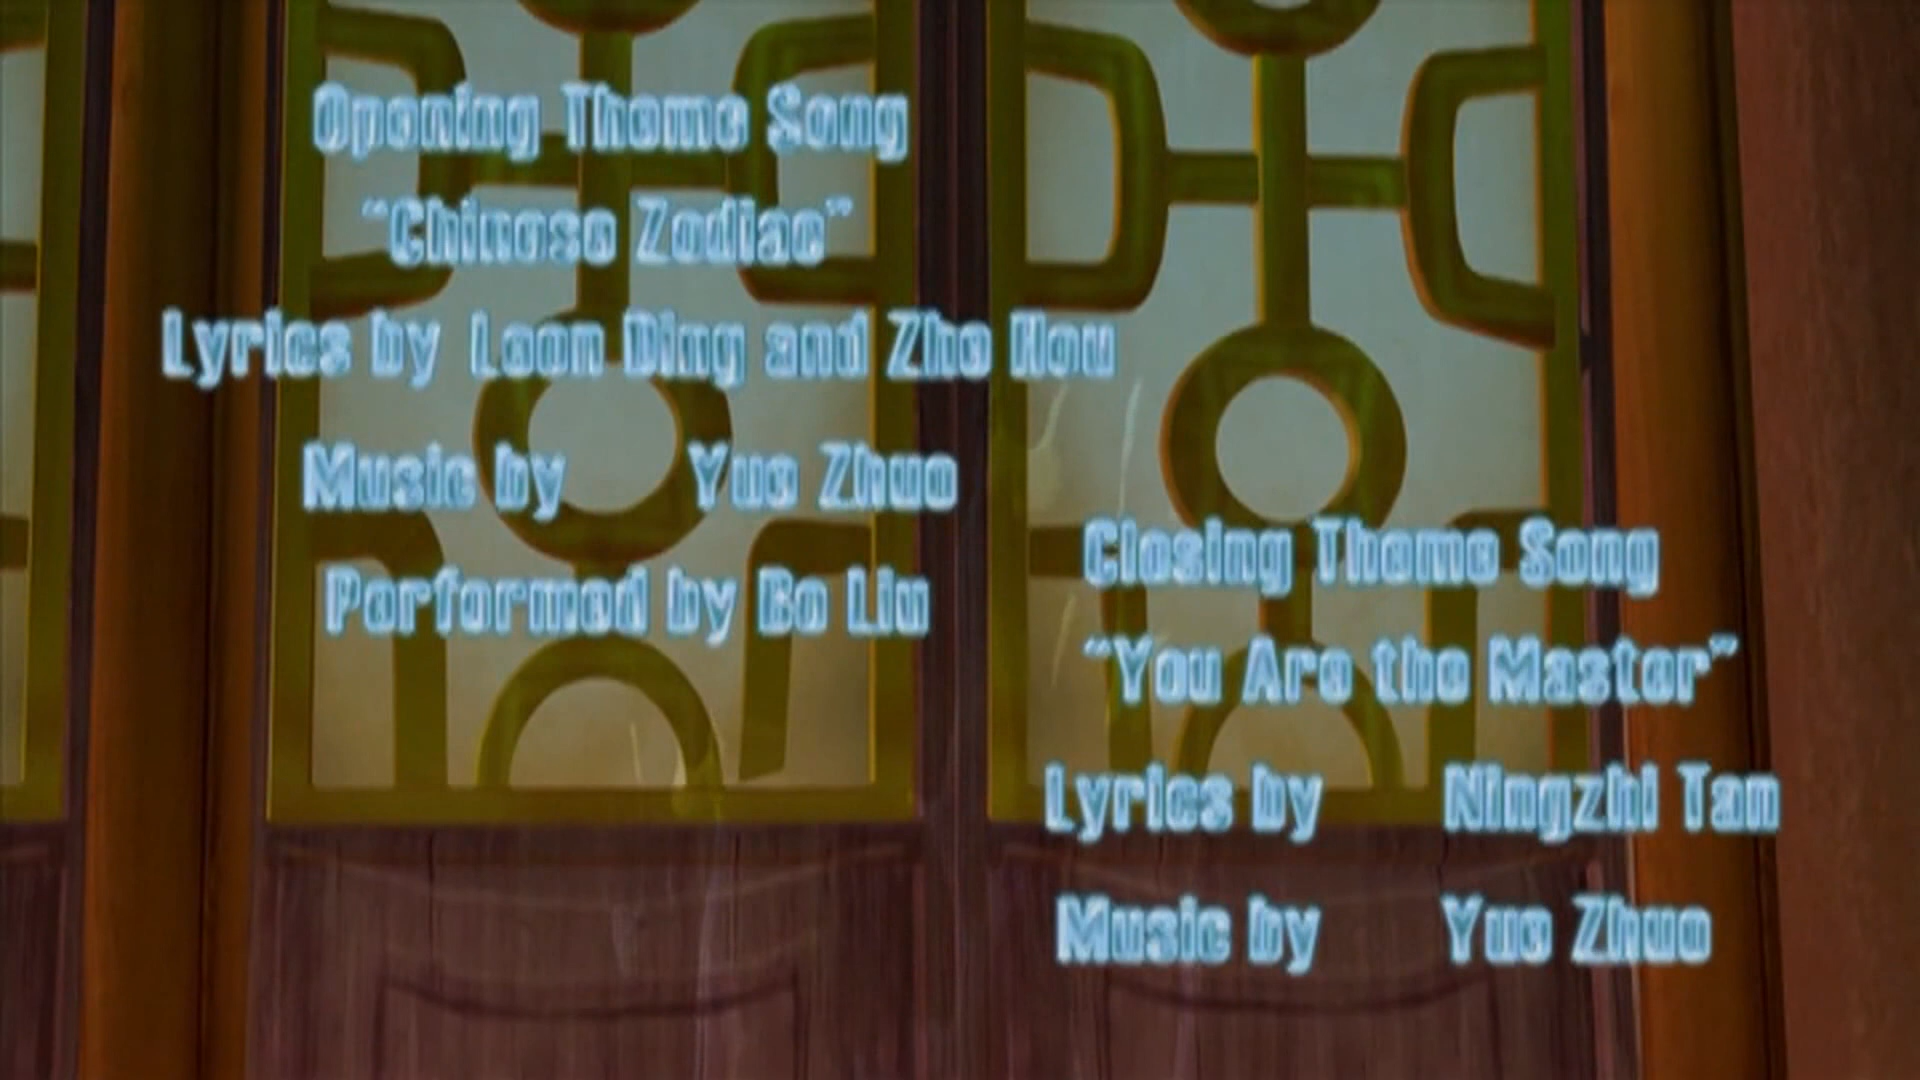 Opening Theme Song
"Chinese Zodiac"
Lyrics by Leon Ding and Zhe Hou
Music by Yue Zhuo
Performed by Bo Liu
Closing Theme Song
"You Are the Master"
Lyrics by Ningzhi Tan
Music by Yue Zhuo